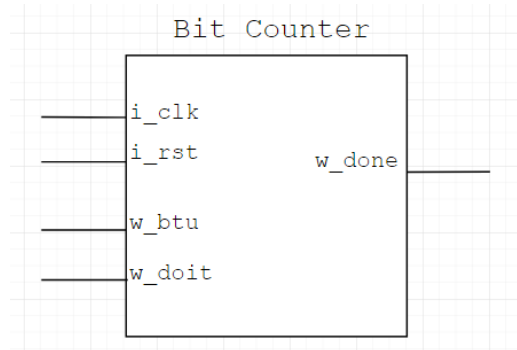 Bit Counter
i_clk
i_rst
w_done
w_btu
w_doit